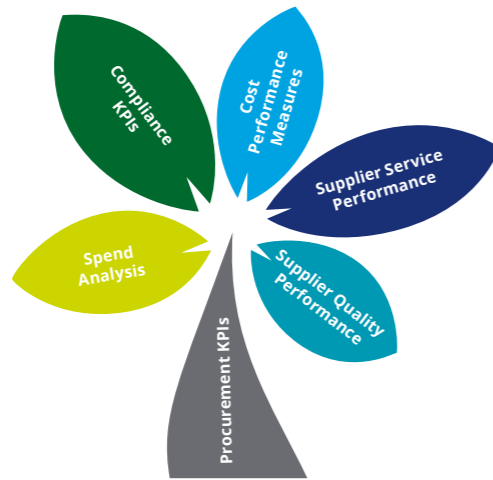 Compliance
KPIs
Cost
Performance
Measures
Supplier Service
Performance
Spend
Analysis
Supplier Quality
Performance
Procurement KPIs